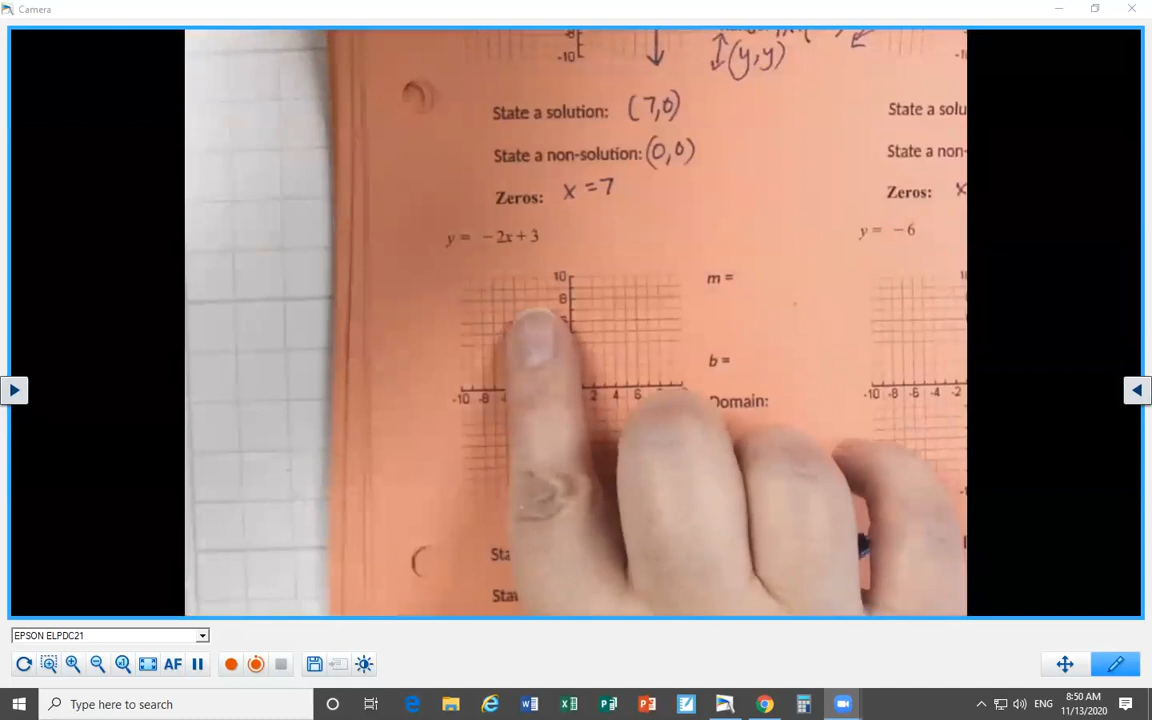 Camera
-10
(y,y)
State a solution: (7,0)
State a non-solution: (0,0)
Zeros: x = 7
State a solu
State a non-
Zeros: x
y = -2x+3
y = -6
10
8
m =
b =
-10 -8
2 4 6
Domain:
-10 -8 -6 -4 -2
Sta
Sta
EPSON ELPDC21
AF
Type here to search
ENG
8:50 AM
11/13/2020